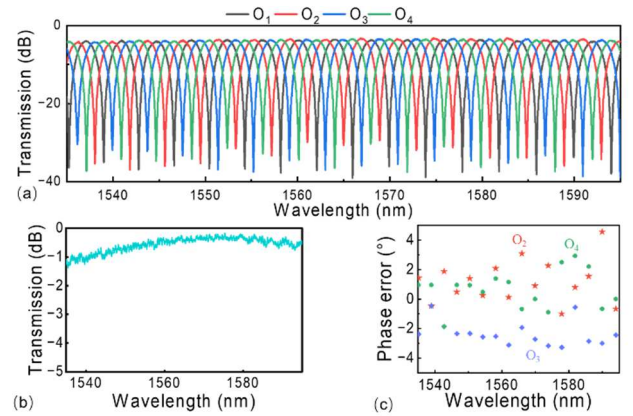 O1 O2 O3 O4
Transmission (dB)
0
-20
-40
1540 1550 1560 1570 1580 1590
(a)
Wavelength (nm)
Transmission (dB)
0
-1
-2
-3
-4
-5
1540 1560 1580
(b)
Wavelength (nm)
Phase error (°)
4
2
0
-2
-4
O2
O4
O3
1540 1560 1580
(c)
Wavelength (nm)